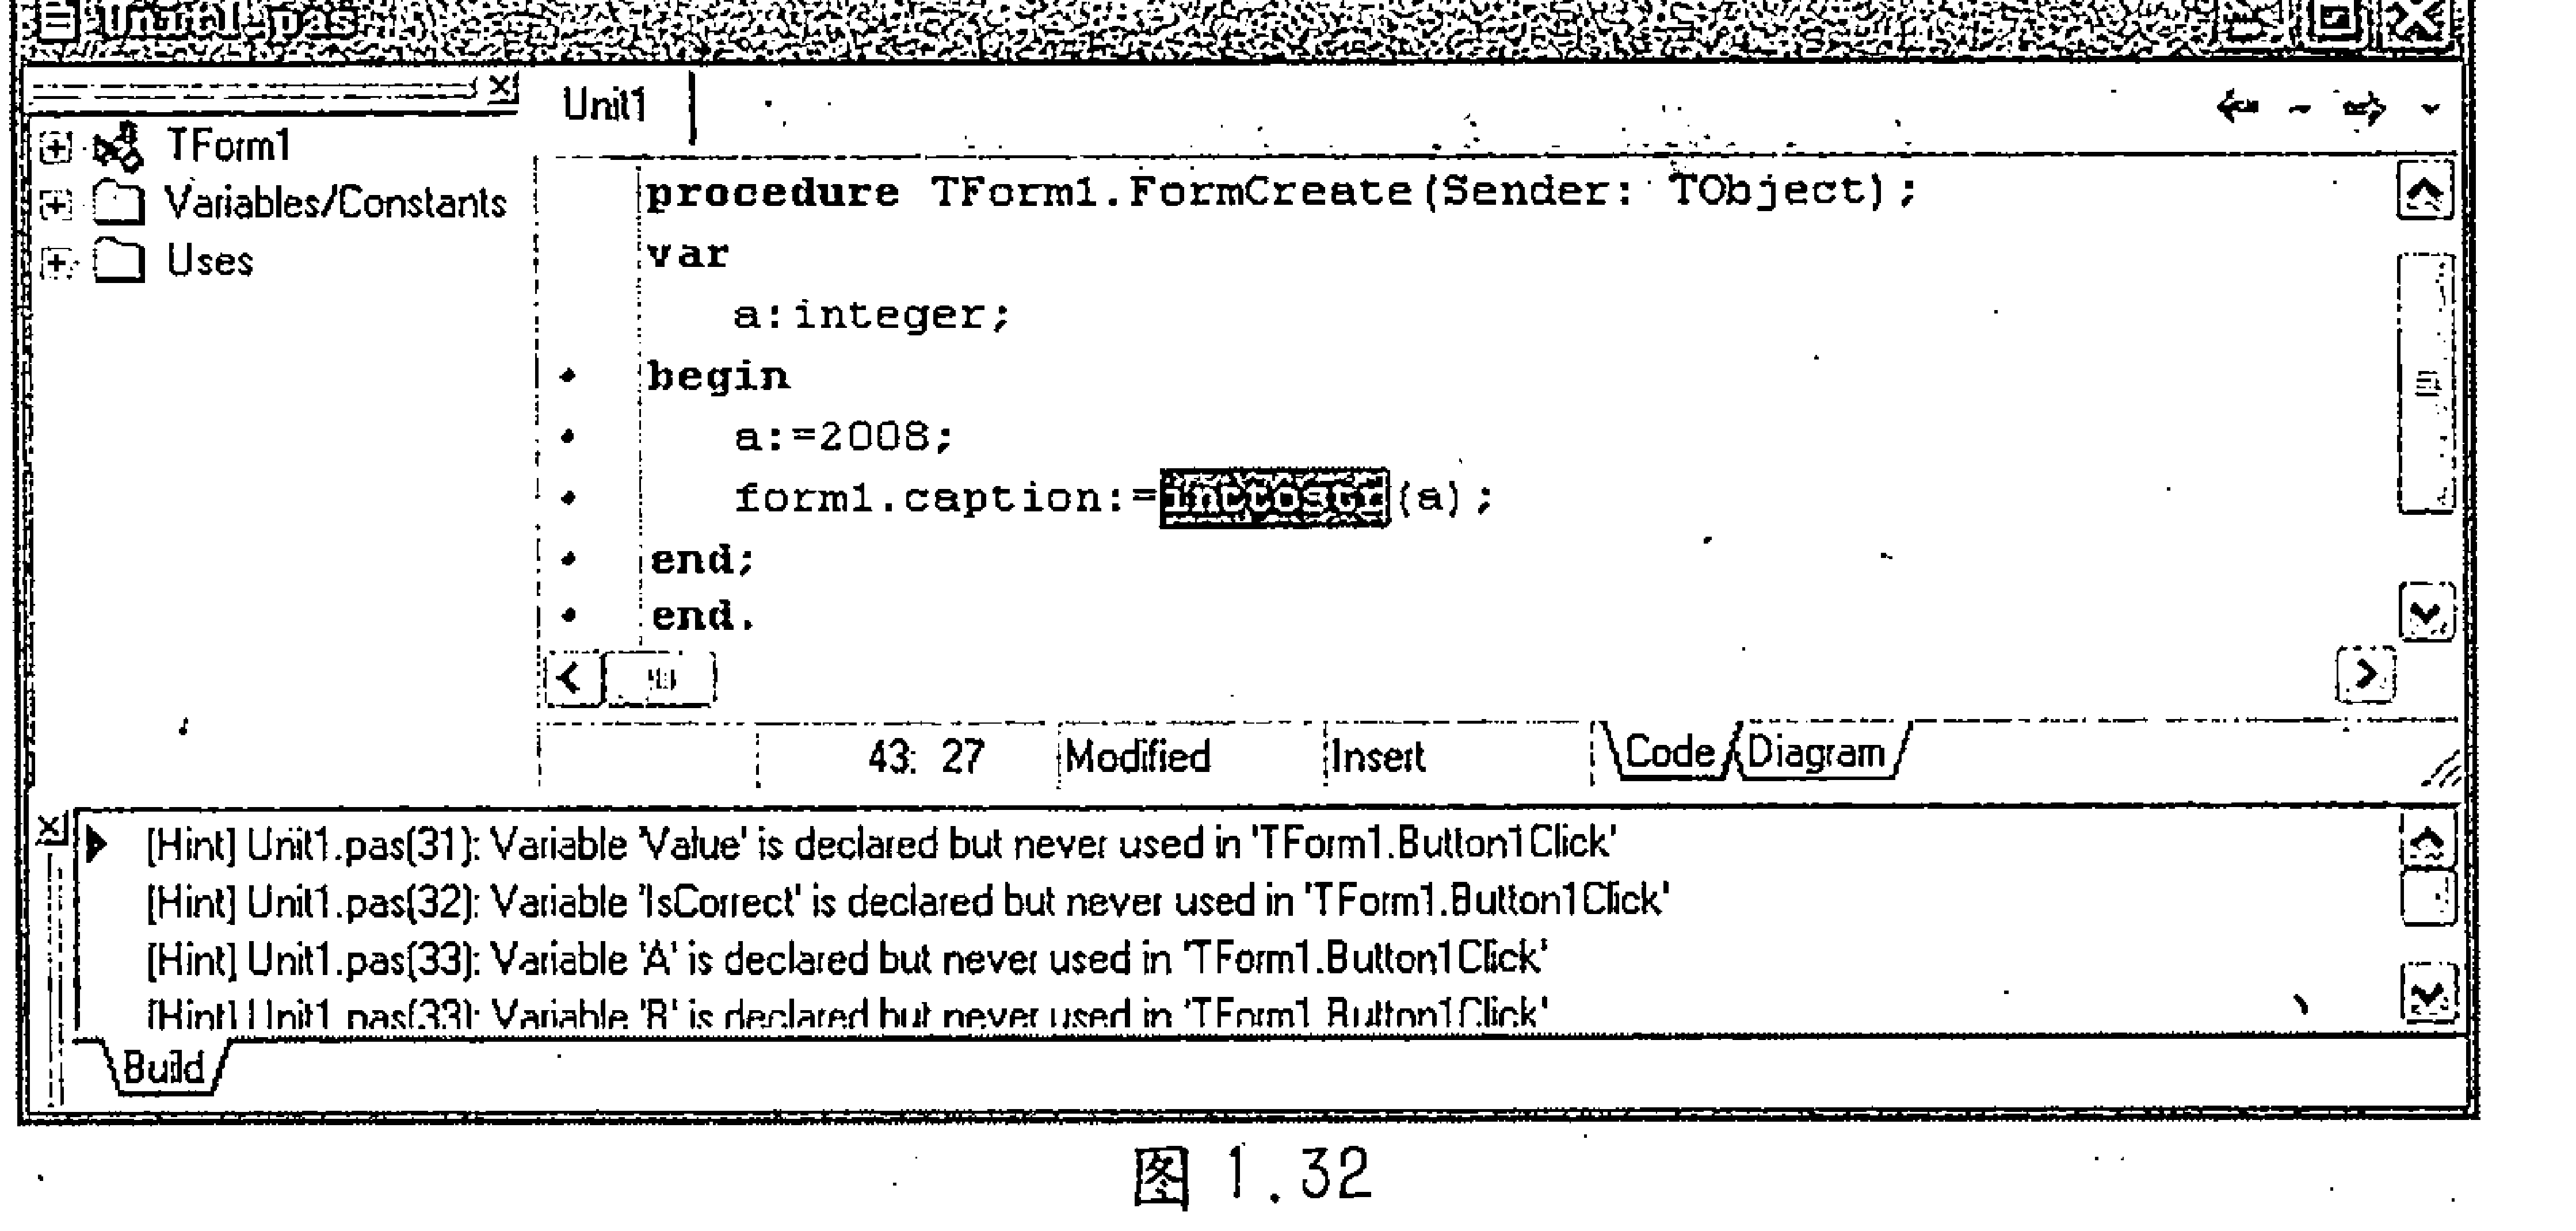 Unit1.pas
Unit1
TForm1
Variables/Constants
Uses
procedure TForm1.FormCreate(Sender: TObject);
var
a:integer;
begin
a:=2008;
form1.caption:=inttostr(a);
end;
end.
43: 27 Modified Insert Code Diagram
[Hint] Unit1.pas(31): Variable 'Value' is declared but never used in 'TForm1.Button1Click'
[Hint] Unit1.pas(32): Variable 'IsCorrect' is declared but never used in 'TForm1.Button1Click'
[Hint] Unit1.pas(33): Variable 'A' is declared but never used in 'TForm1.Button1Click'
[Hint] Unit1.pas(33): Variable 'B' is declared but never used in 'TForm1.Button1Click'
Build
图 1.32